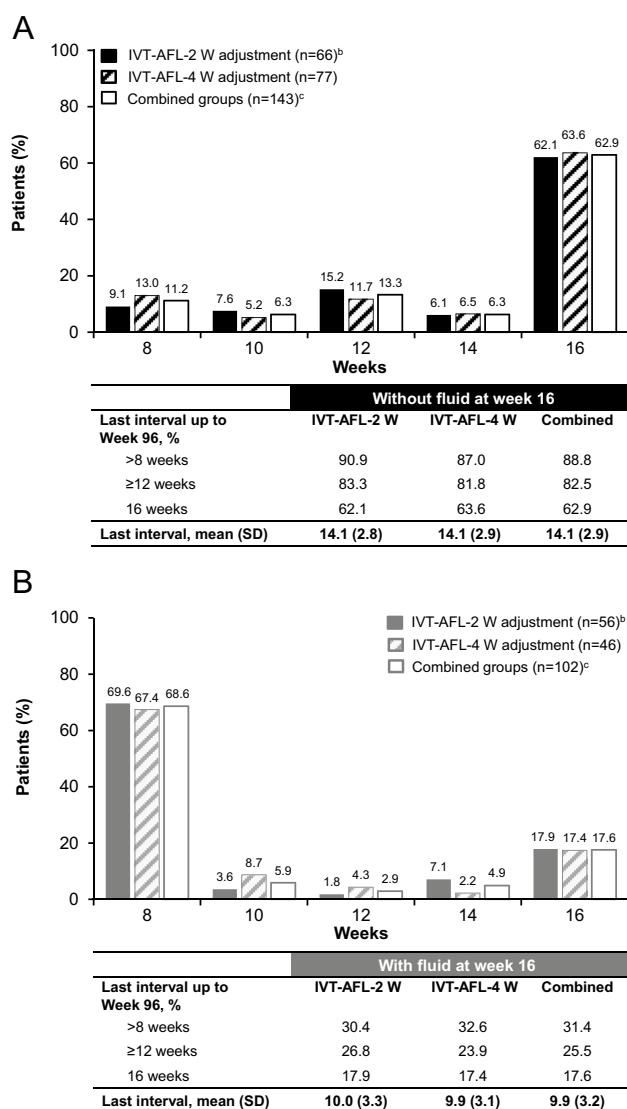 A
100
80
60
40
20
0
Patients (%)
IVT-AFL-2 W adjustment (n=66)b
IVT-AFL-4 W adjustment (n=77)
Combined groups (n=143)c
9.1 13.0 11.2
7.6 5.2 6.3
15.2 11.7 13.3
6.1 6.5 6.3
62.1 63.6 62.9
8 10 12 14 16
Weeks
Without fluid at week 16
Last interval up to IVT-AFL-2 W IVT-AFL-4 W Combined
Week 96, %
>8 weeks 90.9 87.0 88.8
≥12 weeks 83.3 81.8 82.5
16 weeks 62.1 63.6 62.9
Last interval, mean (SD) 14.1 (2.8) 14.1 (2.9) 14.1 (2.9)
B
100
80
60
40
20
0
Patients (%)
IVT-AFL-2 W adjustment (n=56)b
IVT-AFL-4 W adjustment (n=46)
Combined groups (n=102)c
69.6 67.4 68.6
3.6 8.7 5.9
1.8 4.3 2.9
7.1 2.2 4.9
17.9 17.4 17.6
8 10 12 14 16
Weeks
With fluid at week 16
Last interval up to IVT-AFL-2 W IVT-AFL-4 W Combined
Week 96, %
>8 weeks 30.4 32.6 31.4
≥12 weeks 26.8 23.9 25.5
16 weeks 17.9 17.4 17.6
Last interval, mean (SD) 10.0 (3.3) 9.9 (3.1) 9.9 (3.2)